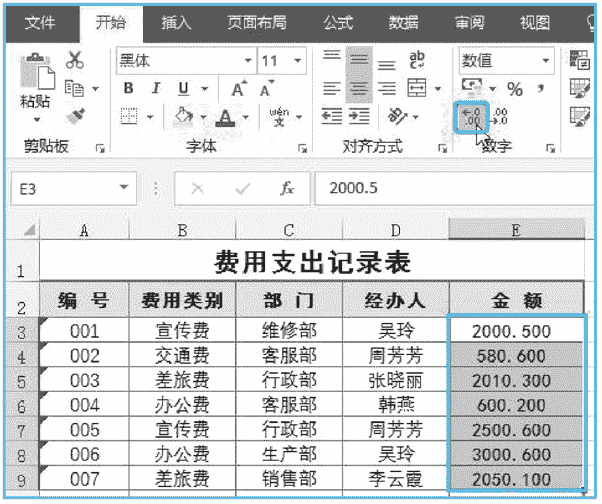 文件 开始 插入 页面布局 公式 数据 审阅 视图
黑体 11 ab 数值
粘贴 B I U A A %
A wén 文 ←.0 .00 .00 →.0
剪贴板 字体 对齐方式 数字
E3 fx 2000.5
A B C D E
1 费用支出记录表
2 编 号 费用类别 部 门 经办人 金 额
3 001 宣传费 维修部 吴玲 2000.500
4 002 交通费 客服部 周芳芳 580.600
5 003 差旅费 行政部 张晓丽 2010.300
6 004 办公费 客服部 韩燕 600.200
7 005 宣传费 行政部 周芳芳 2500.600
8 006 办公费 生产部 吴玲 3000.600
9 007 差旅费 销售部 李云霞 2050.100